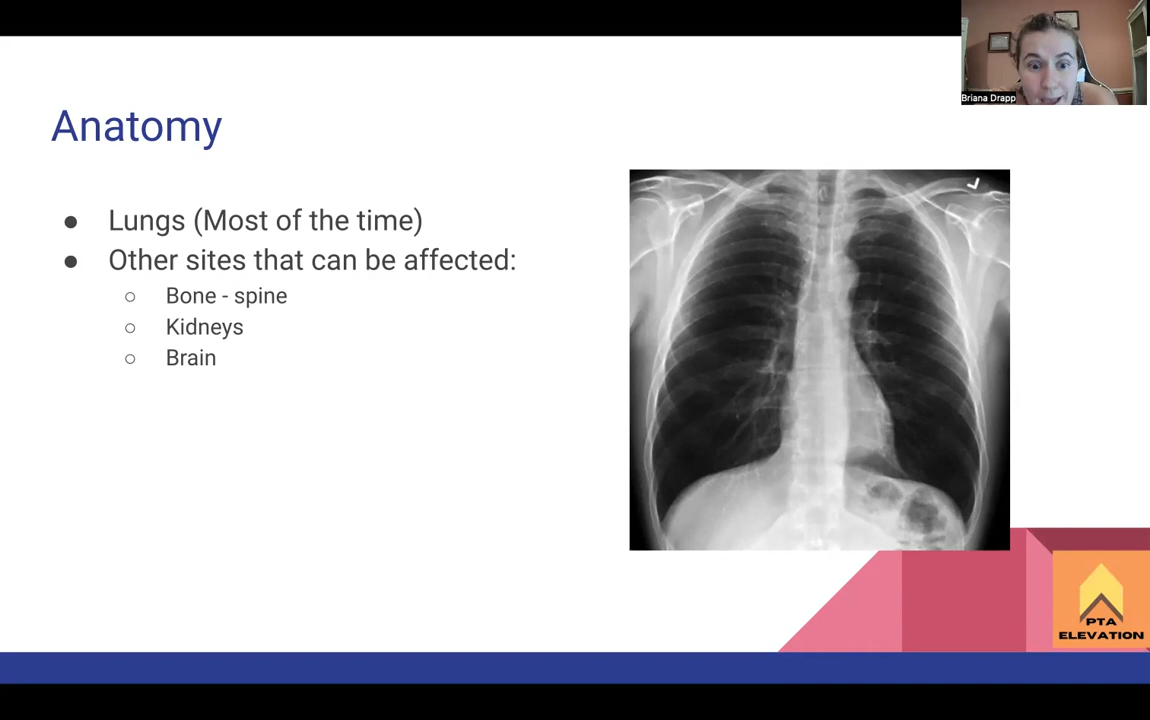 Briana Drapp
Anatomy
● Lungs (Most of the time)
● Other sites that can be affected:
○ Bone - spine
○ Kidneys
○ Brain
PTA
ELEVATION